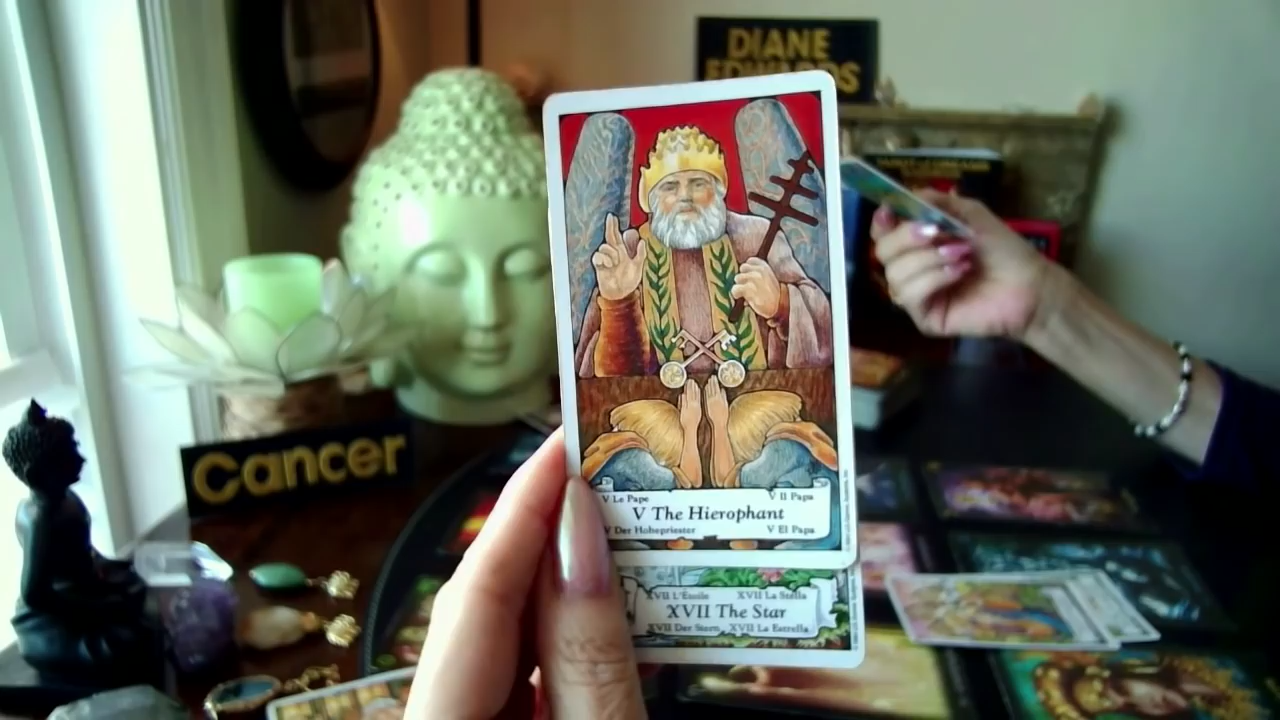 DIANE
EDWARDS
Cancer
V Le Pape
V Il Papa
V The Hierophant
V Der Hohepriester
V El Papa
XVII L'Etoile
XVII La Stella
XVII The Star
XVII Der Stern
XVII La Estrella